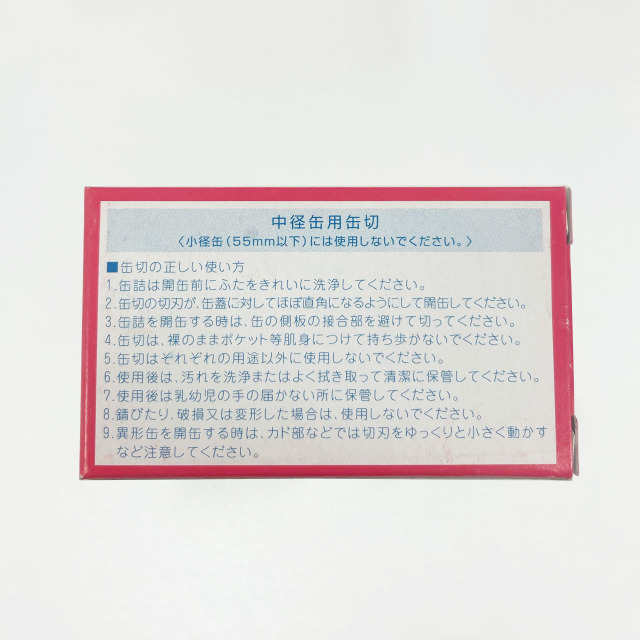 中径缶用缶切
〈小径缶(55mm以下)には使用しないでください。〉
■缶切の正しい使い方
1.缶詰は開缶前にふたをきれいに洗浄してください。
2.缶切の切刃が、缶蓋に対してほぼ直角になるようにして開缶してください。
3.缶詰を開缶する時は、缶の側板の接合部を避けて切ってください。
4.缶切は、裸のままポケット等肌身につけて持ち歩かないでください。
5.缶切はそれぞれの用途以外に使用しないでください。
6.使用後は、汚れを洗浄またはよく拭き取って清潔に保管してください。
7.使用後は乳幼児の手の届かない所に保管してください。
8.錆びたり、破損又は変形した場合は、使用しないでください。
9.異形缶を開缶する時は、カド部などでは切刃をゆっくりと小さく動かす
など注意してください。